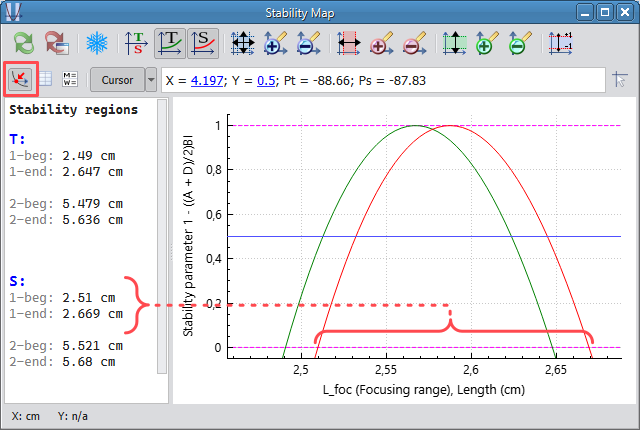 Stability Map
T S
T
S
M=
W=
Cursor
X = 4.197; Y = 0.5; Pt = -88.66; Ps = -87.83
Stability regions
T:
1-beg: 2.49 cm
1-end: 2.647 cm
2-beg: 5.479 cm
2-end: 5.636 cm
S:
1-beg: 2.51 cm
1-end: 2.669 cm
2-beg: 5.521 cm
2-end: 5.68 cm
Stability parameter 1 - ((A + D)/2)BI
1
0,8
0,6
0,4
0,2
0
2,5
2,55
2,6
2,65
L_foc (Focusing range), Length (cm)
X: cm
Y: n/a